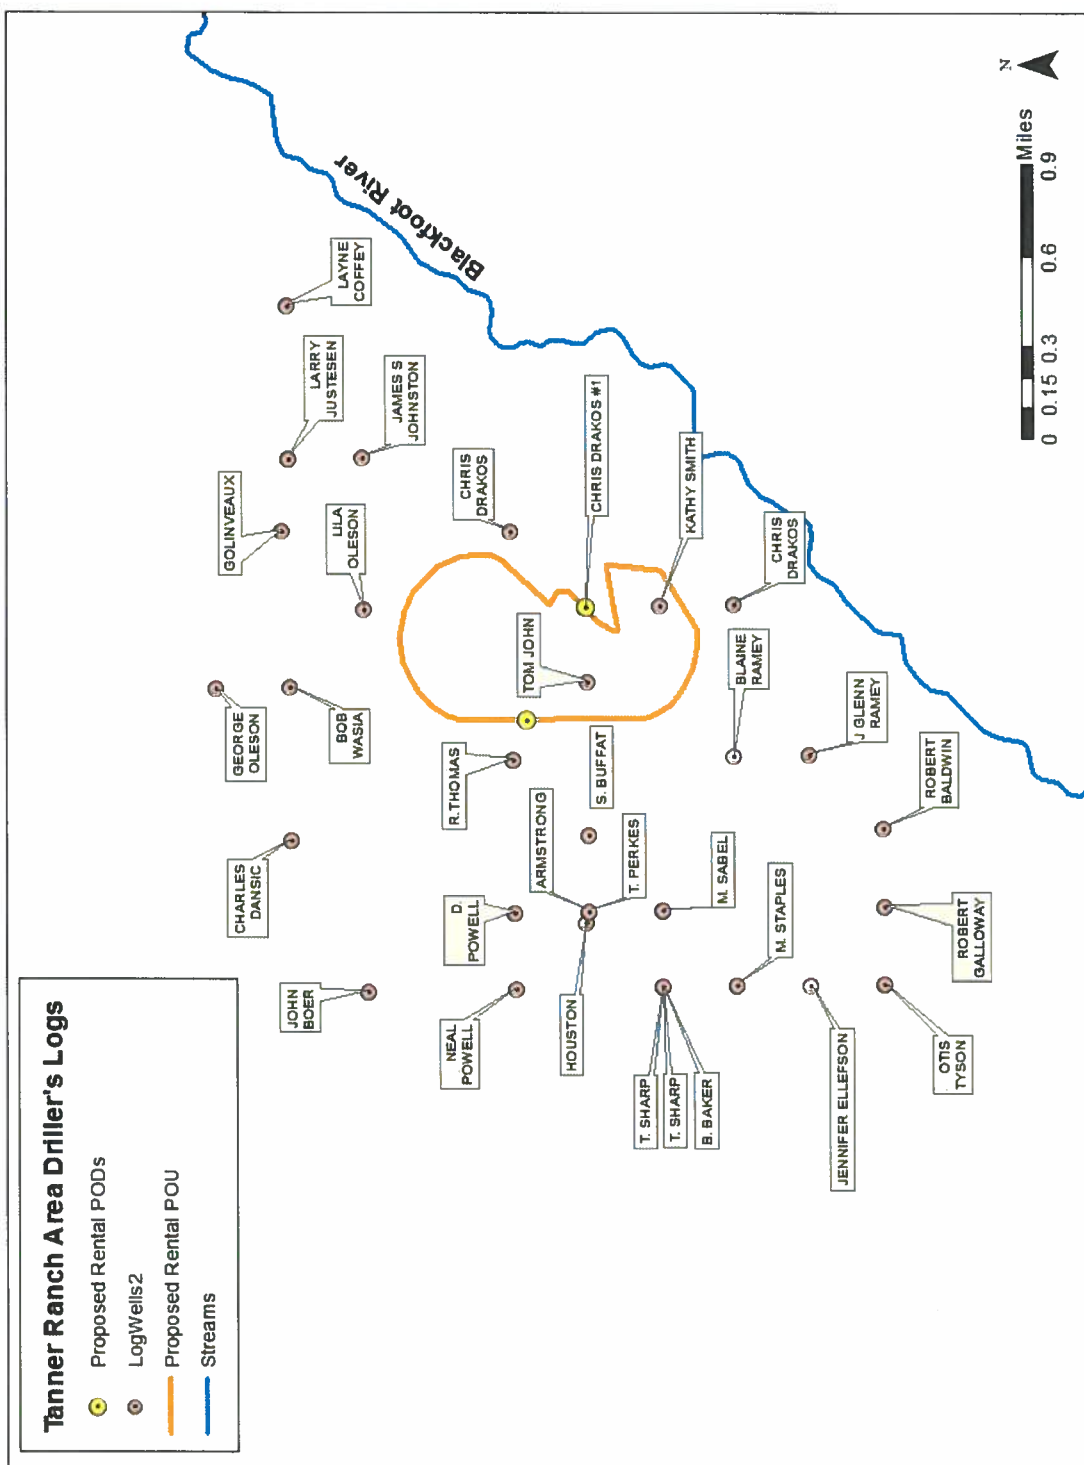 Tanner Ranch Area Driller's Logs
Proposed Rental PODs
LogWells2
Proposed Rental POU
Streams
JOHN
BOER
CHARLES
DANSIC
GEORGE
OLESON
BOB
WASIA
GOLINVEAUX
LILA
OLESON
LARRY
JUSTESEN
LAYNE
COFFEY
JAMES S
JOHNSTON
Blackfoot River
NEAL
POWELL
D.
POWELL
R. THOMAS
CHRIS
DRAKOS
TOM JOHN
HOUSTON
ARMSTRONG
T. PERKES
S. BUFFAT
CHRIS DRAKOS #1
T. SHARP
T. SHARP
B. BAKER
M. SABEL
KATHY SMITH
M. STAPLES
BLAINE
RAMEY
CHRIS
DRAKOS
JENNIFER ELLEFSON
J GLENN
RAMEY
OTIS
TYSON
ROBERT
GALLOWAY
ROBERT
BALDWIN
N
Miles
0 0.15 0.3 0.6 0.9